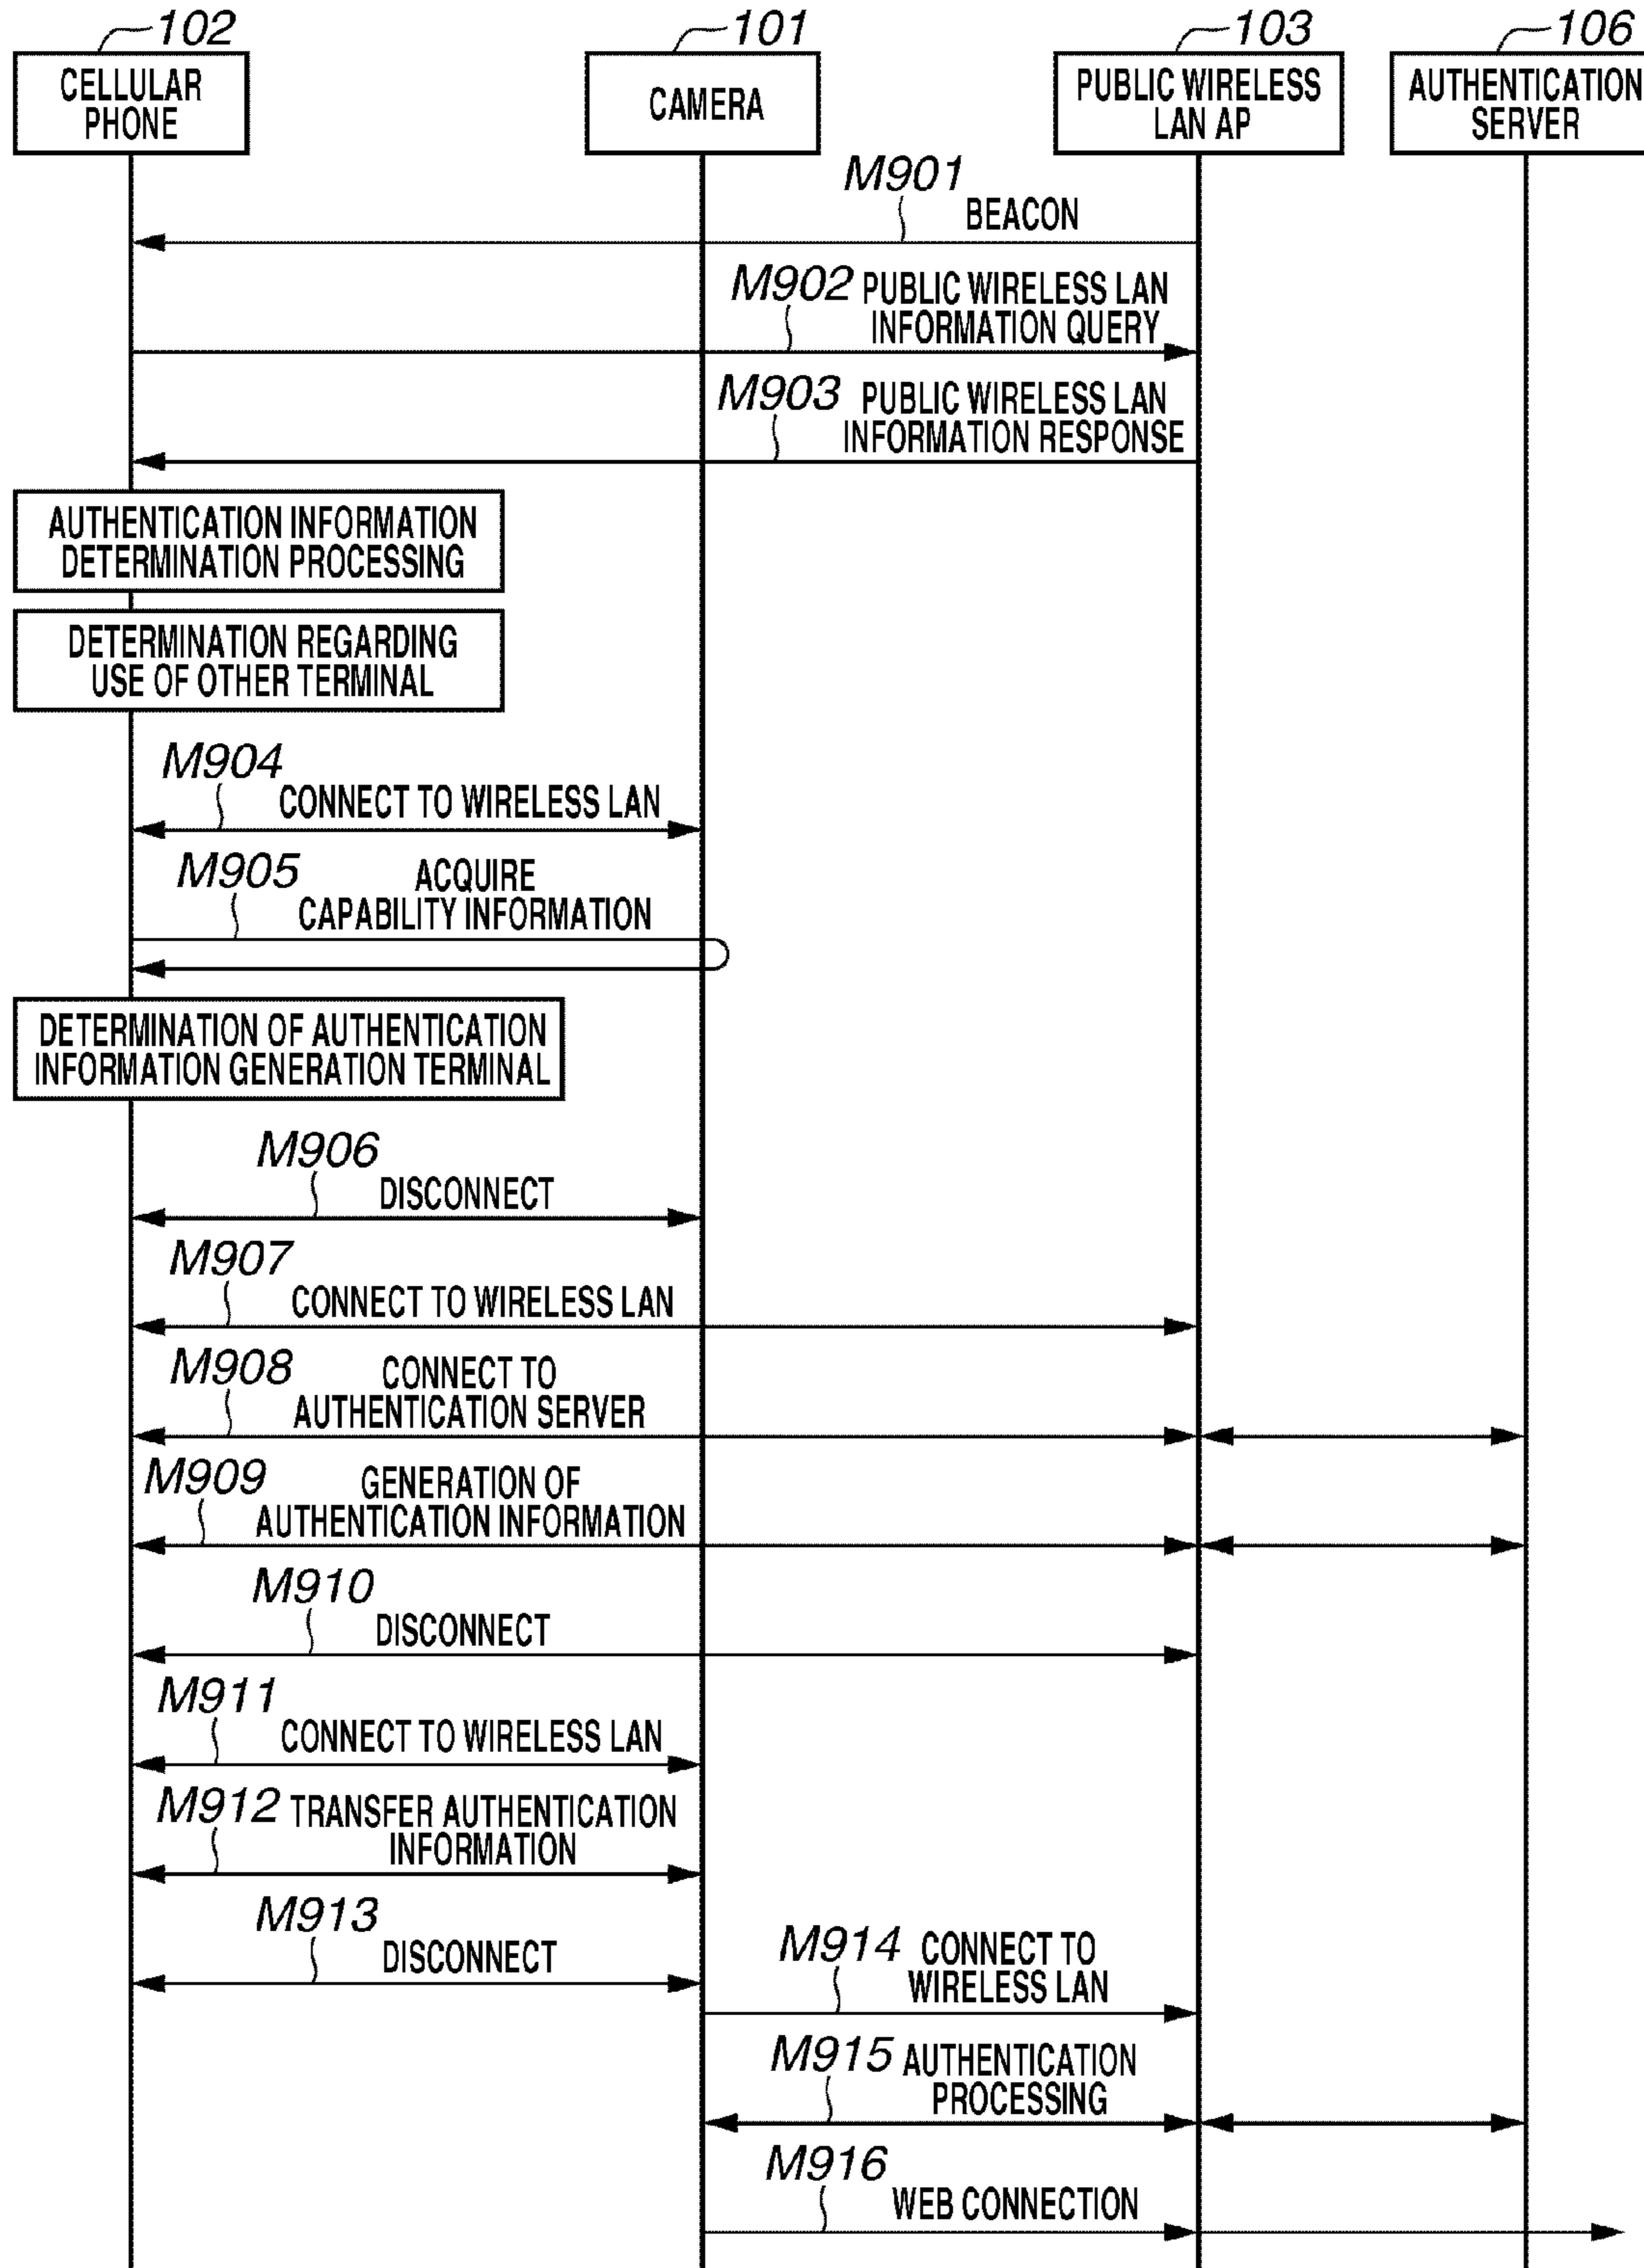 102
101
103
106
CELLULAR
PHONE
CAMERA
PUBLIC WIRELESS
LAN AP
AUTHENTICATION
SERVER
M901
BEACON
M902 PUBLIC WIRELESS LAN
INFORMATION QUERY
M903 PUBLIC WIRELESS LAN
INFORMATION RESPONSE
AUTHENTICATION INFORMATION
DETERMINATION PROCESSING
DETERMINATION REGARDING
USE OF OTHER TERMINAL
M904
CONNECT TO WIRELESS LAN
M905 ACQUIRE
CAPABILITY INFORMATION
DETERMINATION OF AUTHENTICATION
INFORMATION GENERATION TERMINAL
M906
DISCONNECT
M907
CONNECT TO WIRELESS LAN
M908 CONNECT TO
AUTHENTICATION SERVER
M909 GENERATION OF
AUTHENTICATION INFORMATION
M910
DISCONNECT
M911
CONNECT TO WIRELESS LAN
M912 TRANSFER AUTHENTICATION
INFORMATION
M913
DISCONNECT
M914 CONNECT TO
WIRELESS LAN
M915 AUTHENTICATION
PROCESSING
M916
WEB CONNECTION